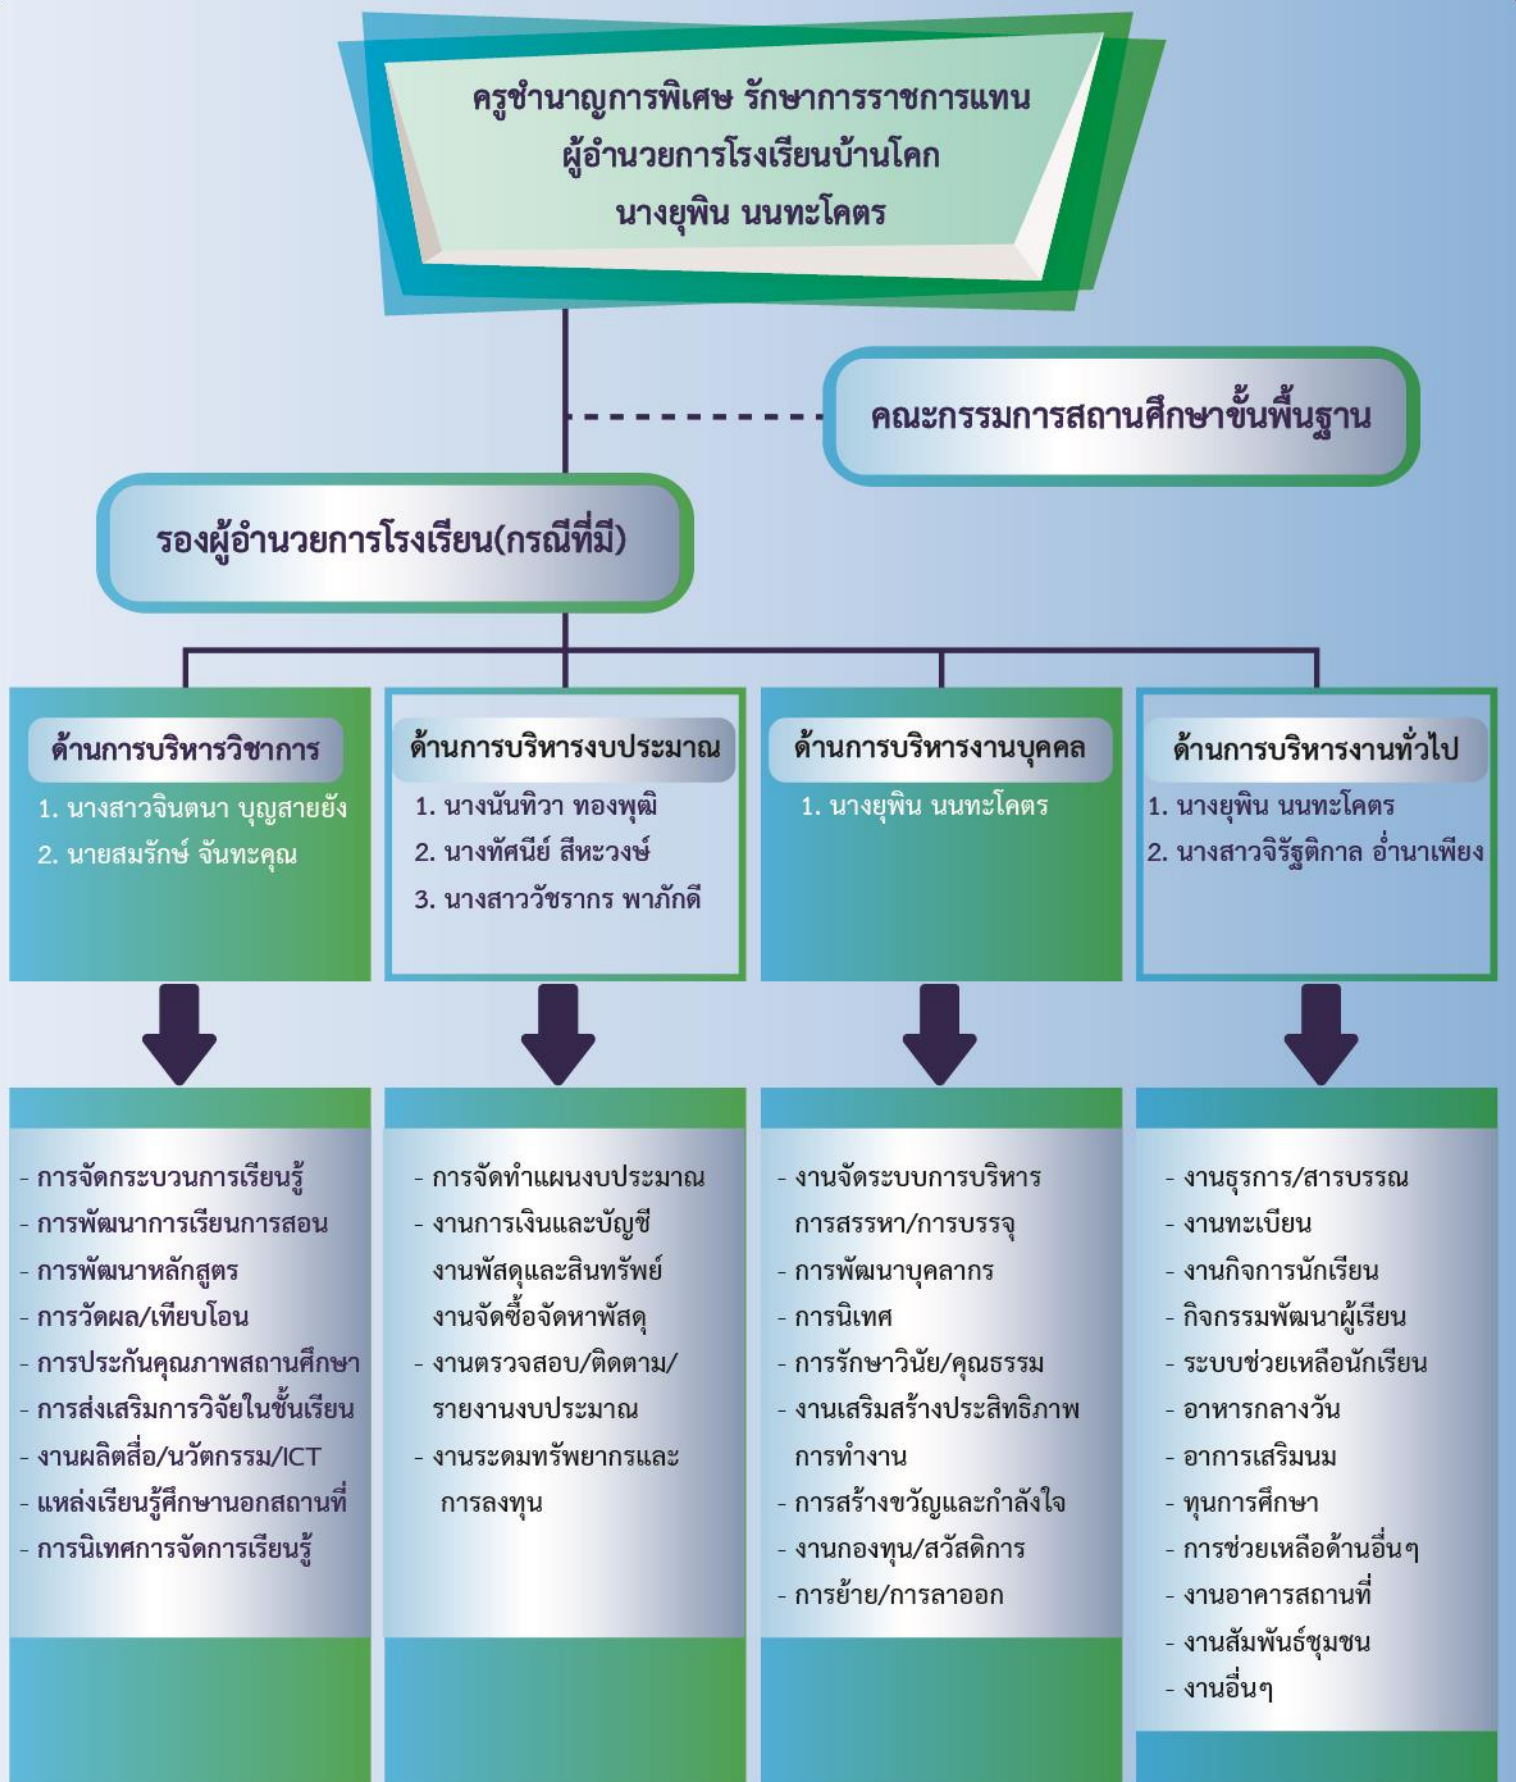 ครูชำนาญการพิเศษ รักษาการราชการแทน
ผู้อำนวยการโรงเรียนบ้านโคก
นางยุพิน นนทะโคตร
คณะกรรมการสถานศึกษาขั้นพื้นฐาน
รองผู้อำนวยการโรงเรียน(กรณีที่มี)
ด้านการบริหารวิชาการ
1. นางสาวจินตนา บุญสายยัง
2. นายสมรักษ์ จันทะคุณ
ด้านการบริหารงบประมาณ
1. นางนันทิวา ทองพุฒิ
2. นางทัศนีย์ สีหะวงษ์
3. นางสาววัชรากร พาภักดี
ด้านการบริหารงานบุคคล
1. นางยุพิน นนทะโคตร
ด้านการบริหารงานทั่วไป
1. นางยุพิน นนทะโคตร
2. นางสาวจิรัฐติกาล อ่ำนาเพียง
- การจัดกระบวนการเรียนรู้
- การพัฒนาการเรียนการสอน
- การพัฒนาหลักสูตร
- การวัดผล/เทียบโอน
- การประกันคุณภาพสถานศึกษา
- การส่งเสริมการวิจัยในชั้นเรียน
- งานผลิตสื่อ/นวัตกรรม/ICT
- แหล่งเรียนรู้ศึกษานอกสถานที่
- การนิเทศการจัดการเรียนรู้
- การจัดทำแผนงบประมาณ
- งานการเงินและบัญชี
งานพัสดุและสินทรัพย์
งานจัดซื้อจัดหาพัสดุ
- งานตรวจสอบ/ติดตาม/
รายงานงบประมาณ
- งานระดมทรัพยากรและ
การลงทุน
- งานจัดระบบการบริหาร
การสรรหา/การบรรจุ
- การพัฒนาบุคลากร
- การนิเทศ
- การรักษาวินัย/คุณธรรม
- งานเสริมสร้างประสิทธิภาพ
การทำงาน
- การสร้างขวัญและกำลังใจ
- งานกองทุน/สวัสดิการ
- การย้าย/การลาออก
- งานธุรการ/สารบรรณ
- งานทะเบียน
- งานกิจการนักเรียน
- กิจกรรมพัฒนาผู้เรียน
- ระบบช่วยเหลือนักเรียน
- อาหารกลางวัน
- อาการเสริมนม
- ทุนการศึกษา
- การช่วยเหลือด้านอื่นๆ
- งานอาคารสถานที่
- งานสัมพันธ์ชุมชน
- งานอื่นๆ